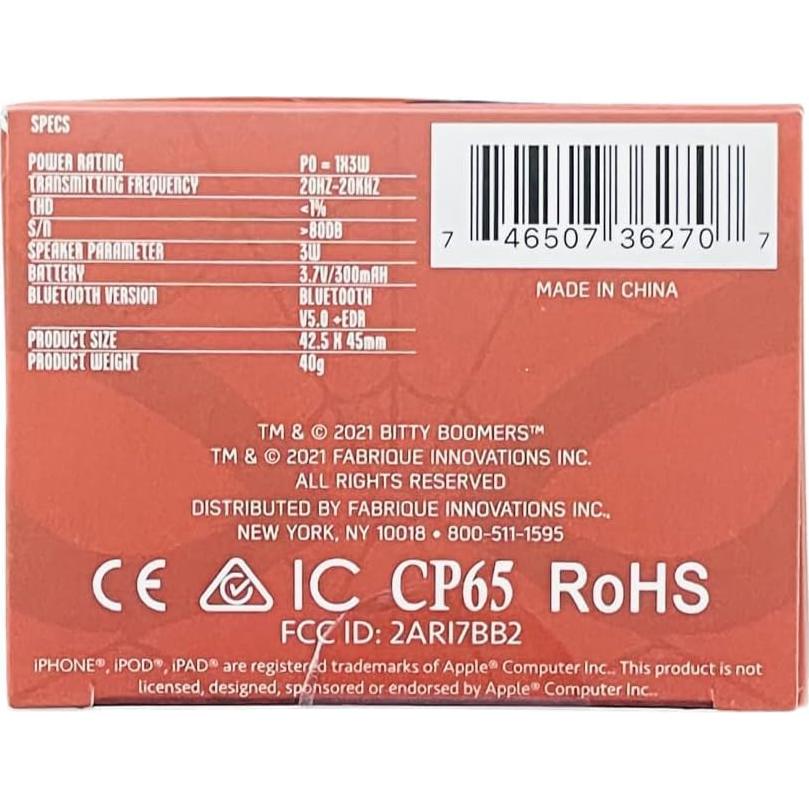 SPECS
POWER RATING PO = 1X3W
TRANSMITTING FREQUENCY 20HZ-20KHZ
THD <1%
S/N >80DB
SPEAKER PARAMETER 3W
BATTERY 3.7V/300mAH
BLUETOOTH VERSION BLUETOOTH
V5.0 +EDR
PRODUCT SIZE 42.5 X 45mm
PRODUCT WEIGHT 40g
7 46507 36270 7
MADE IN CHINA
TM & © 2021 BITTY BOOMERS™
TM & © 2021 FABRIQUE INNOVATIONS INC.
ALL RIGHTS RESERVED
DISTRIBUTED BY FABRIQUE INNOVATIONS INC.,
NEW YORK, NY 10018 • 800-511-1595
CE IC CP65 RoHS
FCC ID: 2ARI7BB2
iPHONE®, iPOD®, iPAD® are registered trademarks of Apple® Computer Inc.. This product is not
licensed, designed, sponsored or endorsed by Apple® Computer Inc..